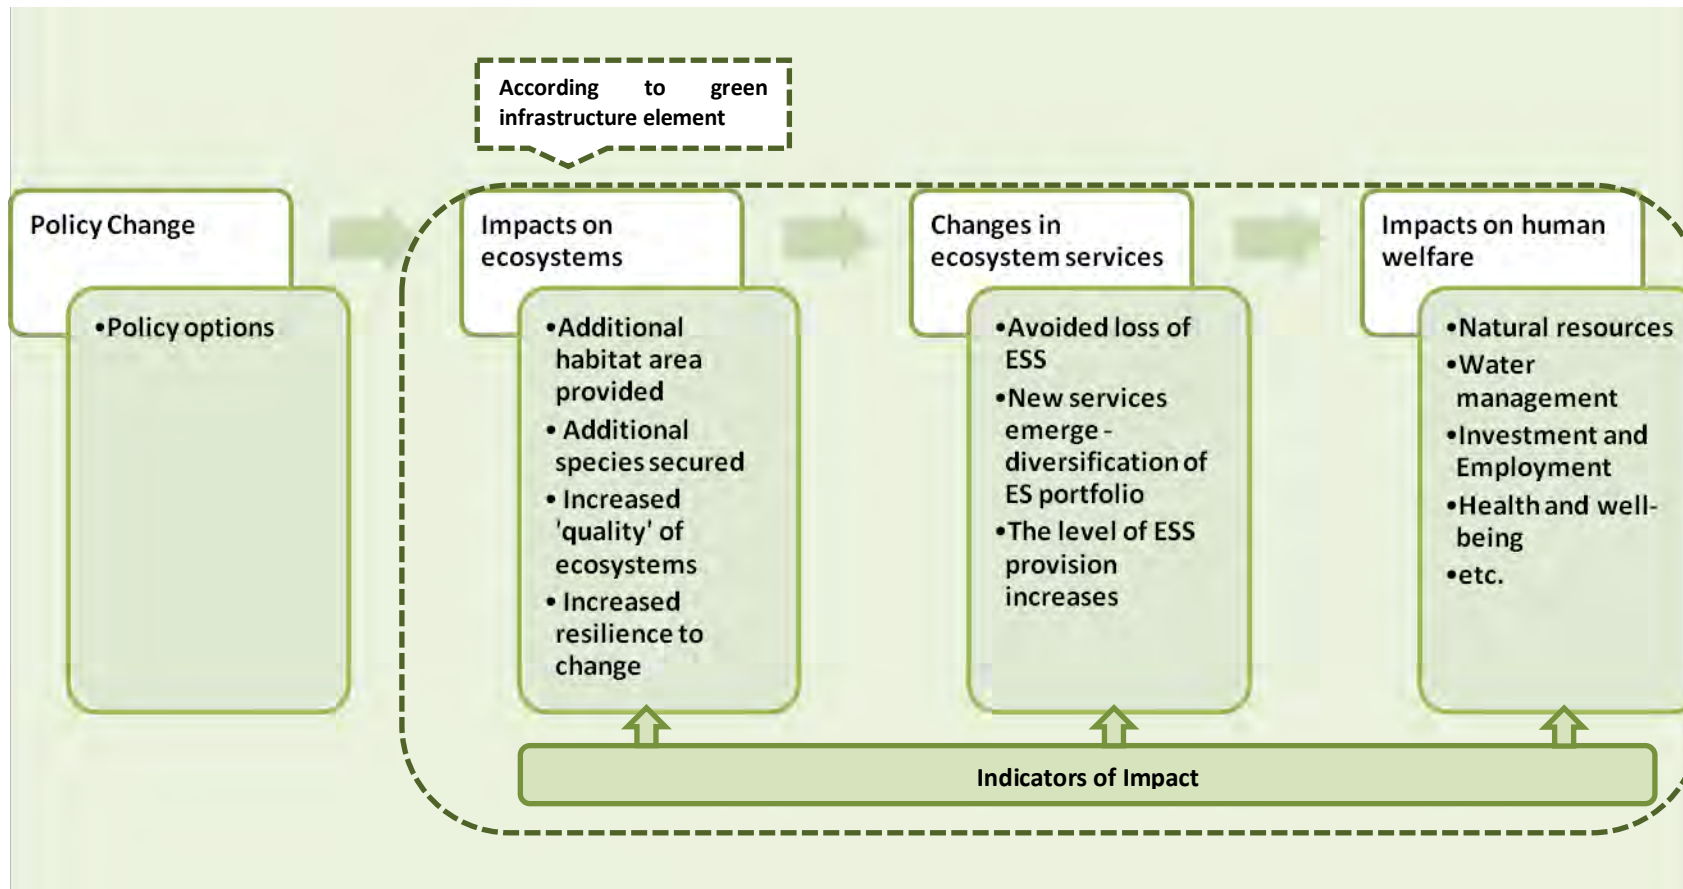 According to green
infrastructure element
Policy Change
•Policy options
Impacts on
ecosystems
•Additional
habitat area
provided
• Additional
species secured
• Increased
'quality' of
ecosystems
• Increased
resilience to
change
Changes in
ecosystem services
•Avoided loss of
ESS
•New services
emerge -
diversification of
ES portfolio
•The level of ESS
provision
increases
Impacts on human
welfare
•Natural resources
•Water
management
•Investment and
Employment
•Health and well-
being
•etc.
Indicators of Impact